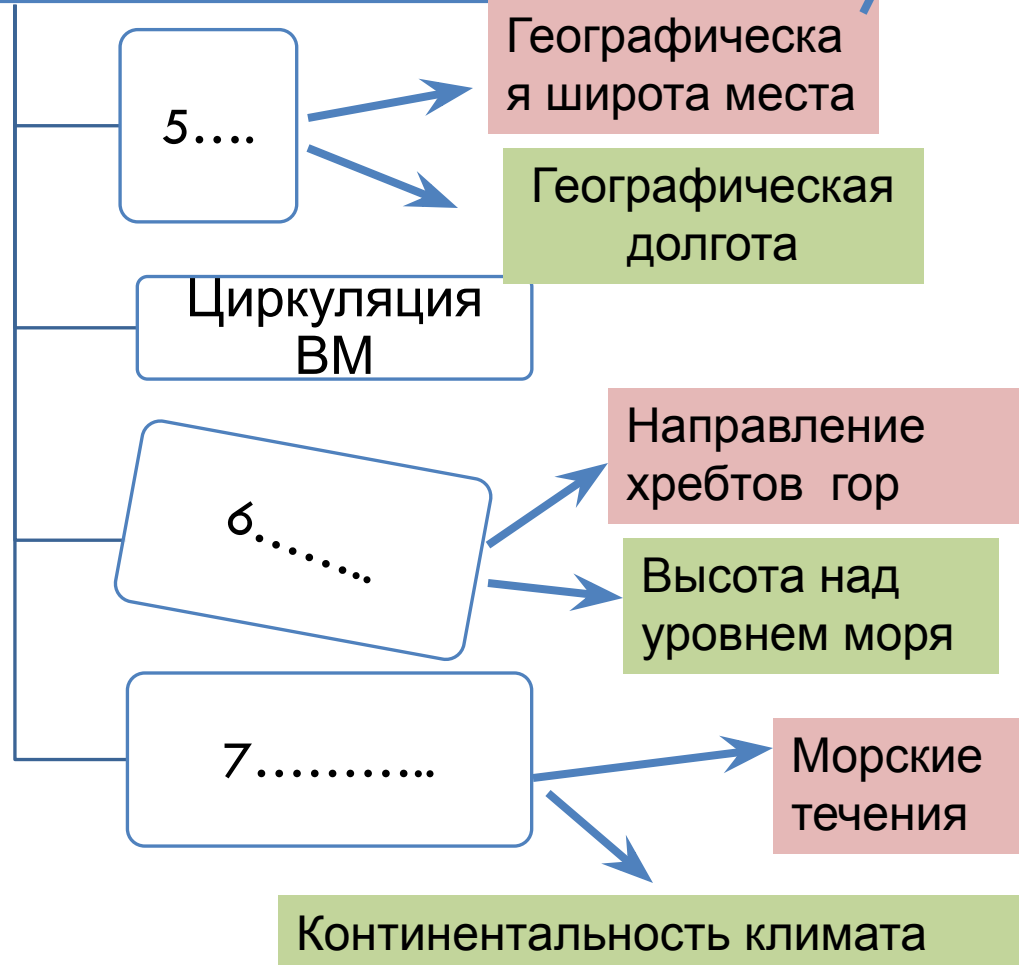 Географическа
я широта места
5....
Географическая
долгота
Циркуляция
ВМ
Направление
хребтов гор
6........
Высота над
уровнем моря
7...........
Морские
течения
Континентальность климата